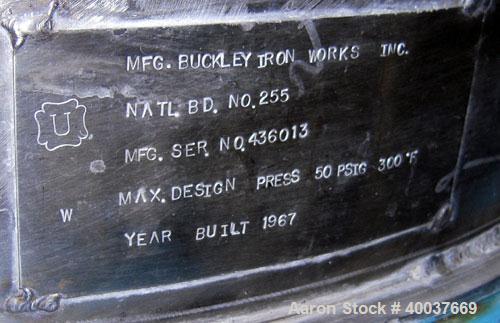 MFG. BUCKLEY IRON WORKS INC.
U
NATL. BD. NO. 255
MFG. SER. NO. 436013
W
MAX. DESIGN PRESS 50 PSIG 300°F
YEAR BUILT 1967
Aaron Stock # 40037669